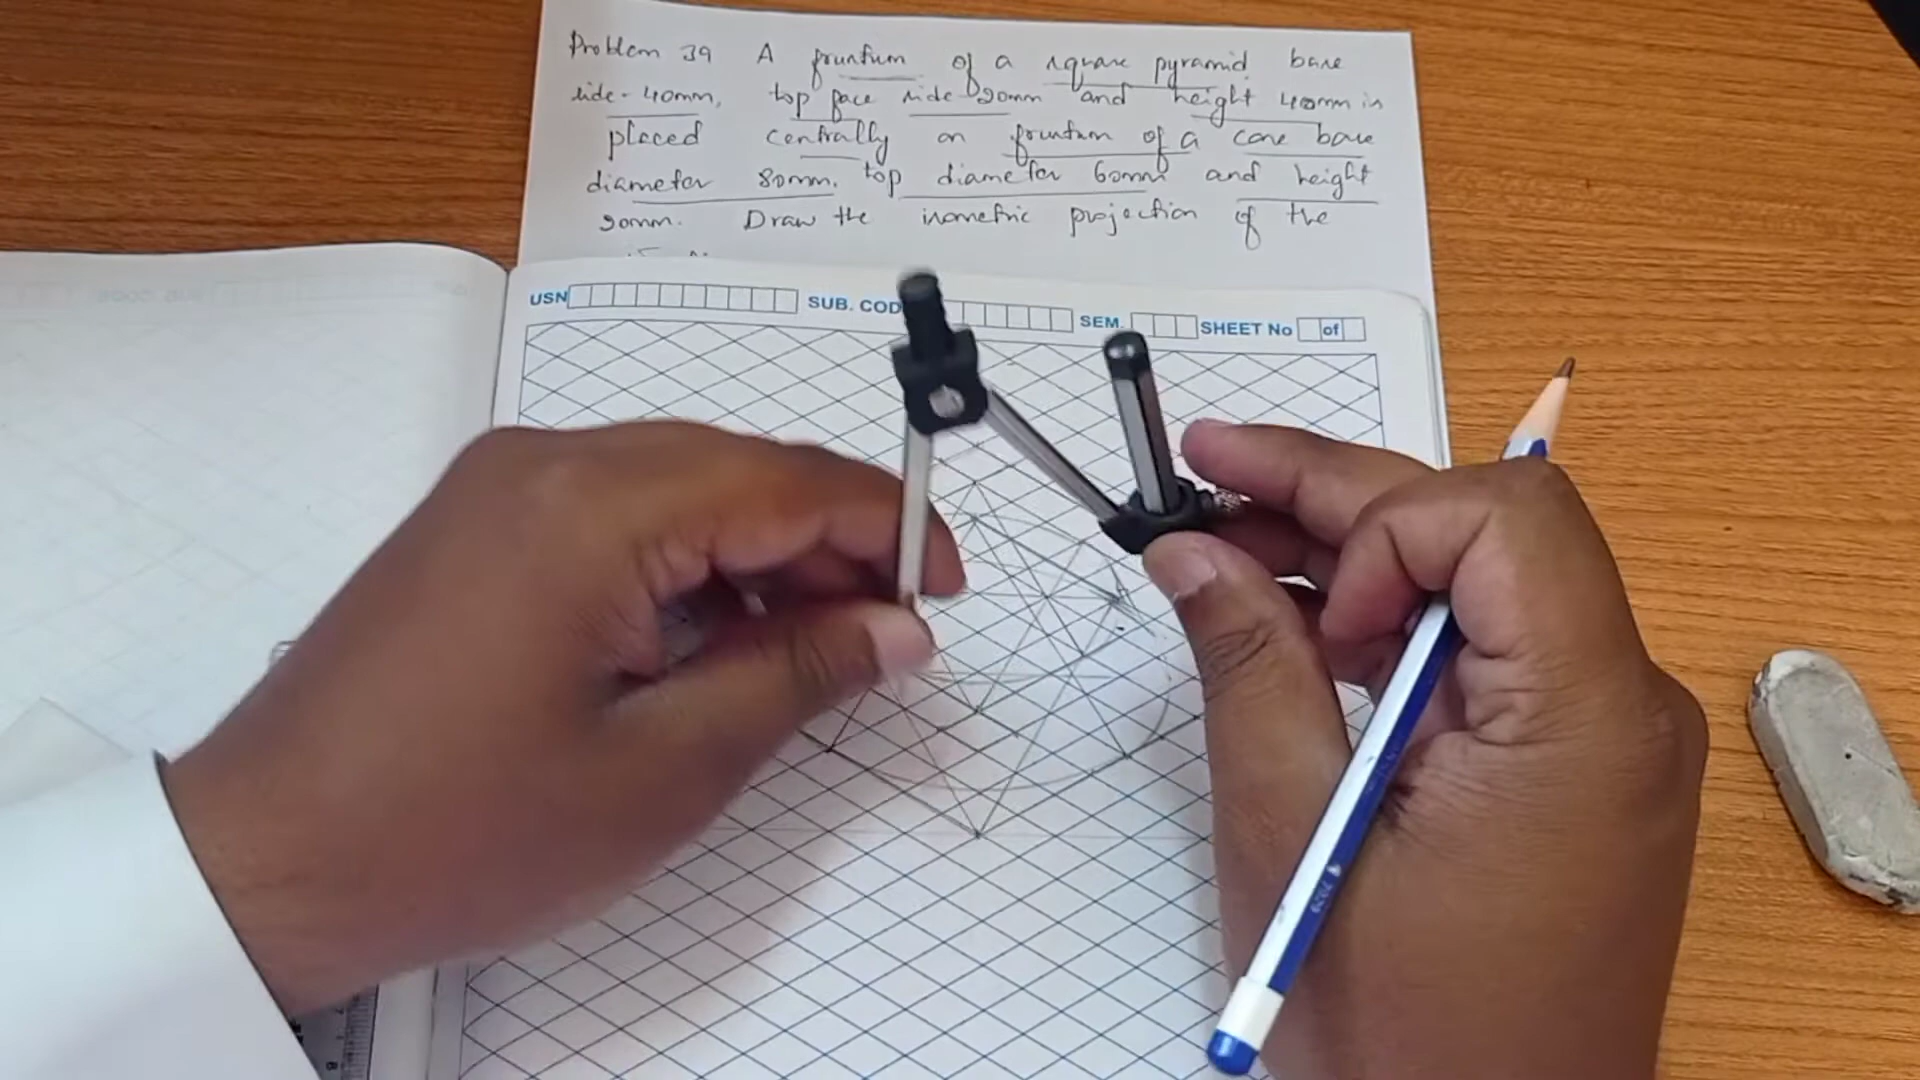 Problem 39 A fruntum of a square pyramid base
side-40mm, top face side 20mm and height 40mm is
placed centrally on fruntum of a cone base
diameter 80mm, top diameter 60mm and height
20mm. Draw the isometric projection of the
USN SUB. COD SEM. SHEET No of